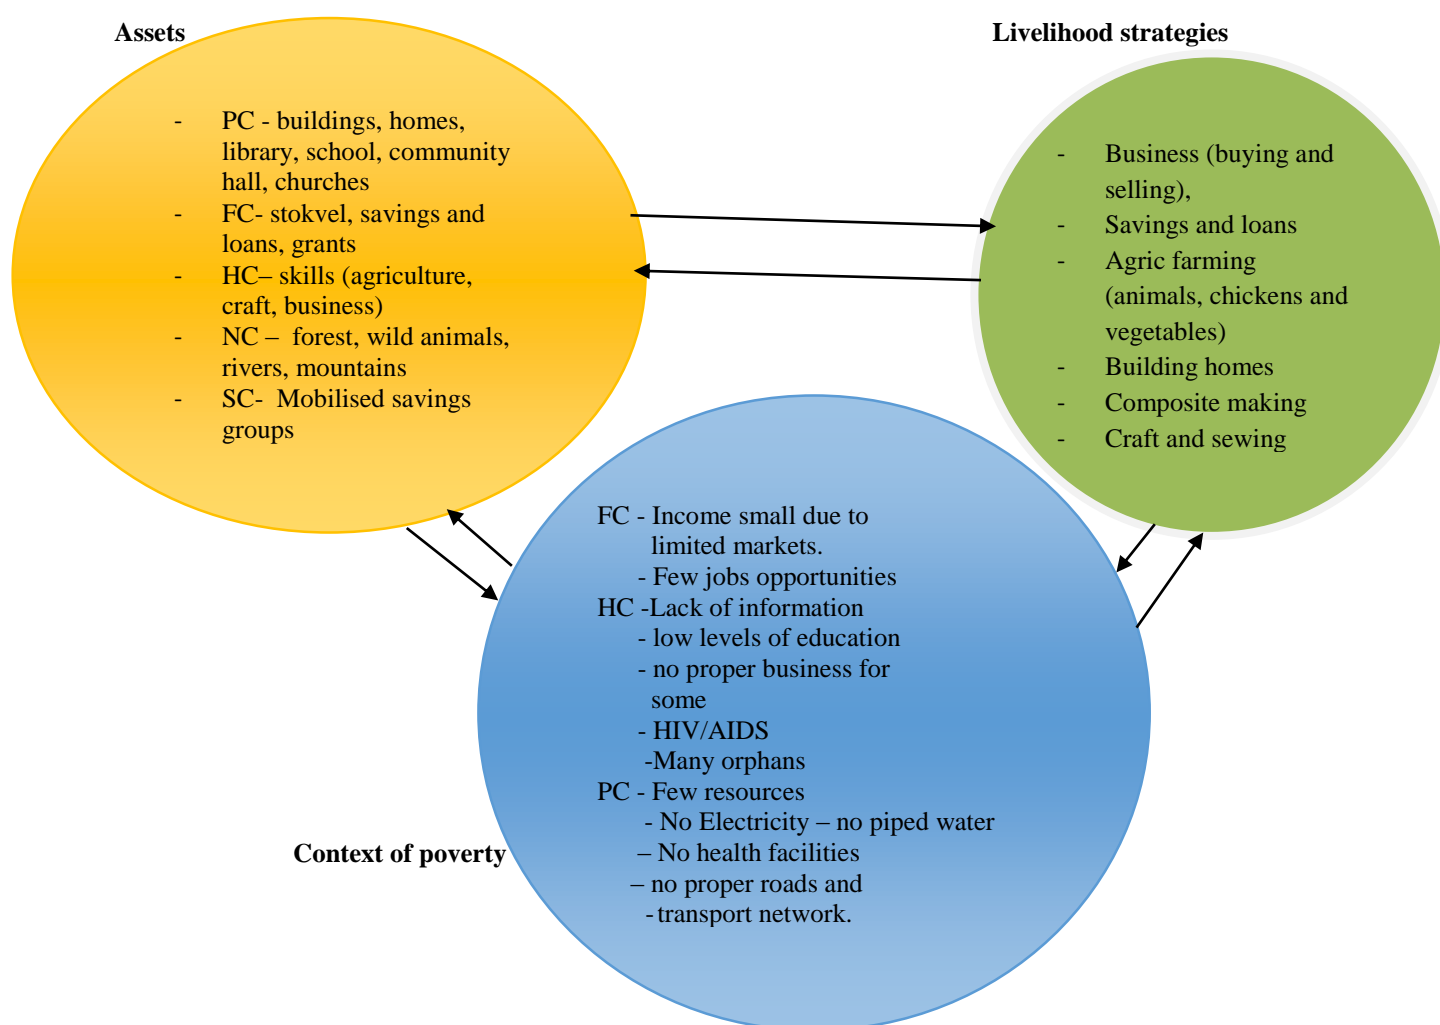 Assets
- PC - buildings, homes,
library, school, community
hall, churches
- FC- stokvel, savings and
loans, grants
- HC– skills (agriculture,
craft, business)
- NC – forest, wild animals,
rivers, mountains
- SC- Mobilised savings
groups
Livelihood strategies
- Business (buying and
selling),
- Savings and loans
- Agric farming
(animals, chickens and
vegetables)
- Building homes
- Composite making
- Craft and sewing
FC - Income small due to
limited markets.
- Few jobs opportunities
HC -Lack of information
- low levels of education
- no proper business for
some
- HIV/AIDS
-Many orphans
PC - Few resources
- No Electricity – no piped water
– No health facilities
– no proper roads and
- transport network.
Context of poverty